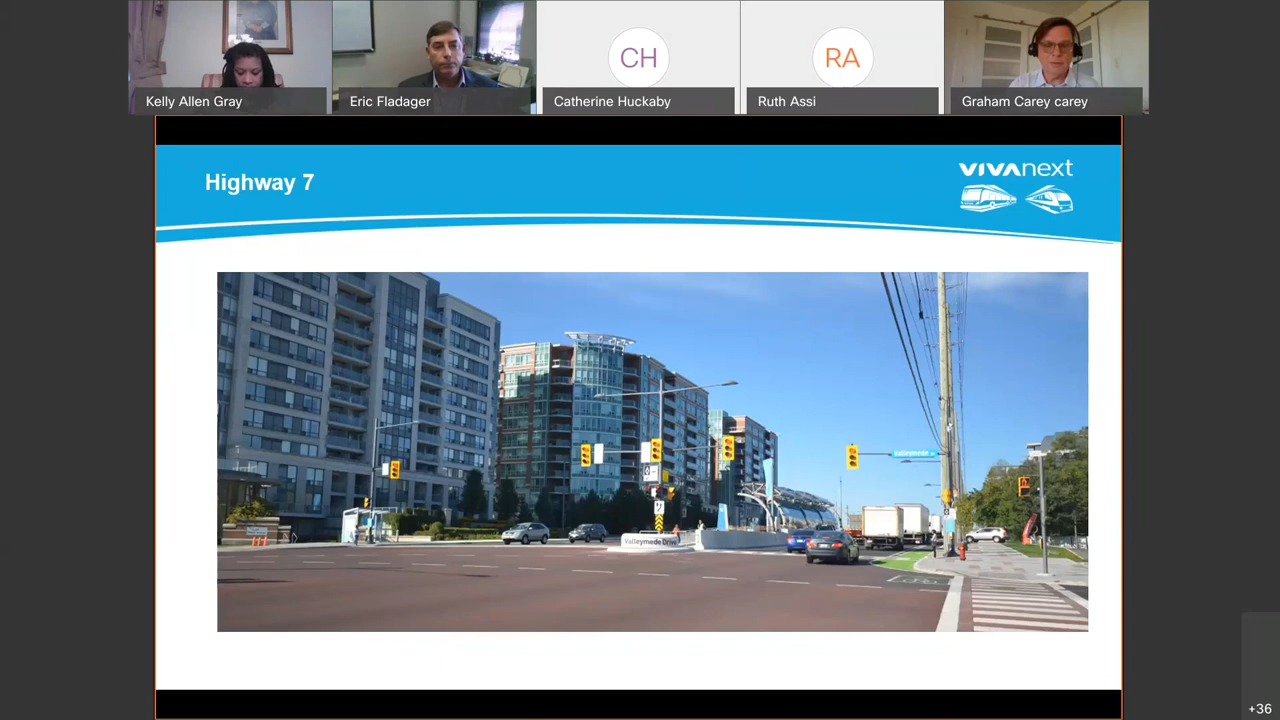 Kelly Allen Gray
Eric Fladager
CH
Catherine Huckaby
RA
Ruth Assi
Graham Carey carey
Highway 7
vivanext
valleymede
Valleymede Drive
+36